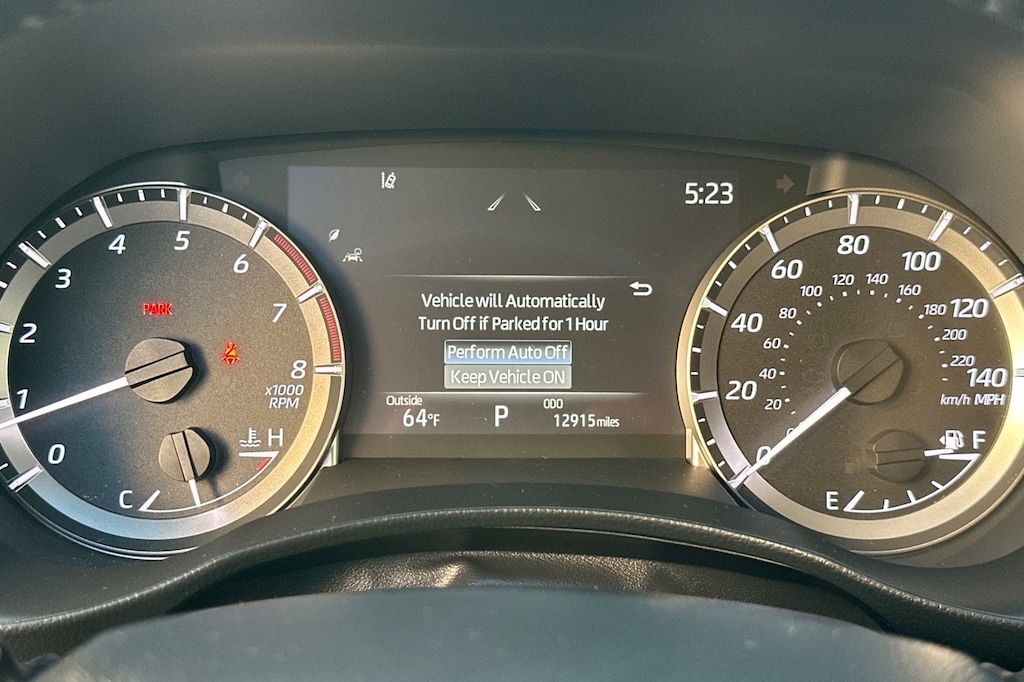 0
1
2
3
4
5
6
7
8
x1000
RPM
PARK
C
H
5:23
Vehicle will Automatically
Turn Off if Parked for 1 Hour
Perform Auto Off
Keep Vehicle ON
Outside
64°F
P
ODO
12915 miles
0
20
40
60
80
100
120
140
km/h MPH
20
40
60
80
100
120
140
160
180
200
220
E
F